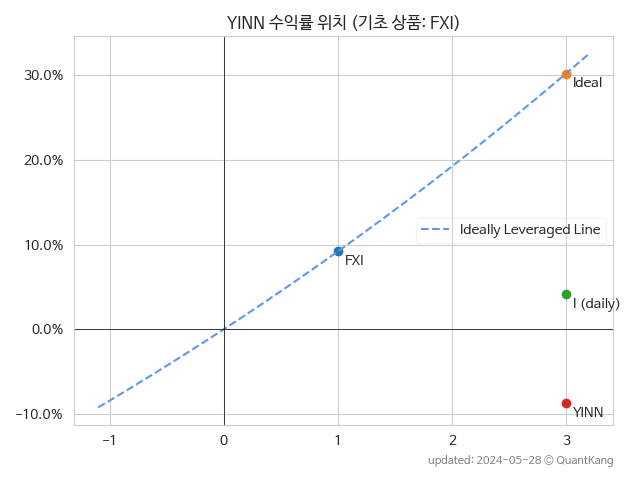 YINN 수익률 위치 (기초 상품: FXI)
30.0%
20.0%
10.0%
0.0%
−10.0%
Ideal
Ideally Leveraged Line
FXI
I (daily)
YINN
−1
0
1
2
3
updated: 2024-05-28 © QuantKang